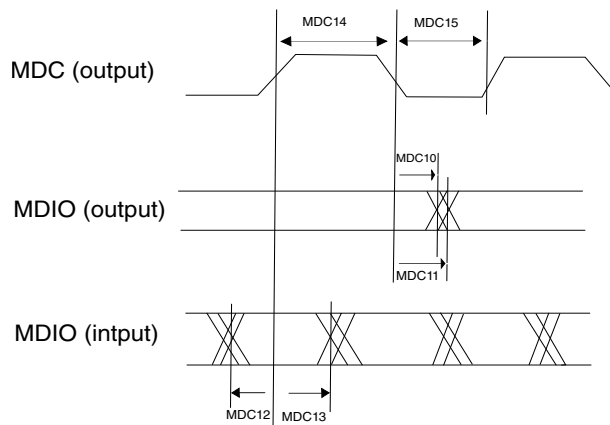 MDC14
MDC15
MDC (output)
MDC10
MDIO (output)
MDC11
MDIO (intput)
MDC12
MDC13